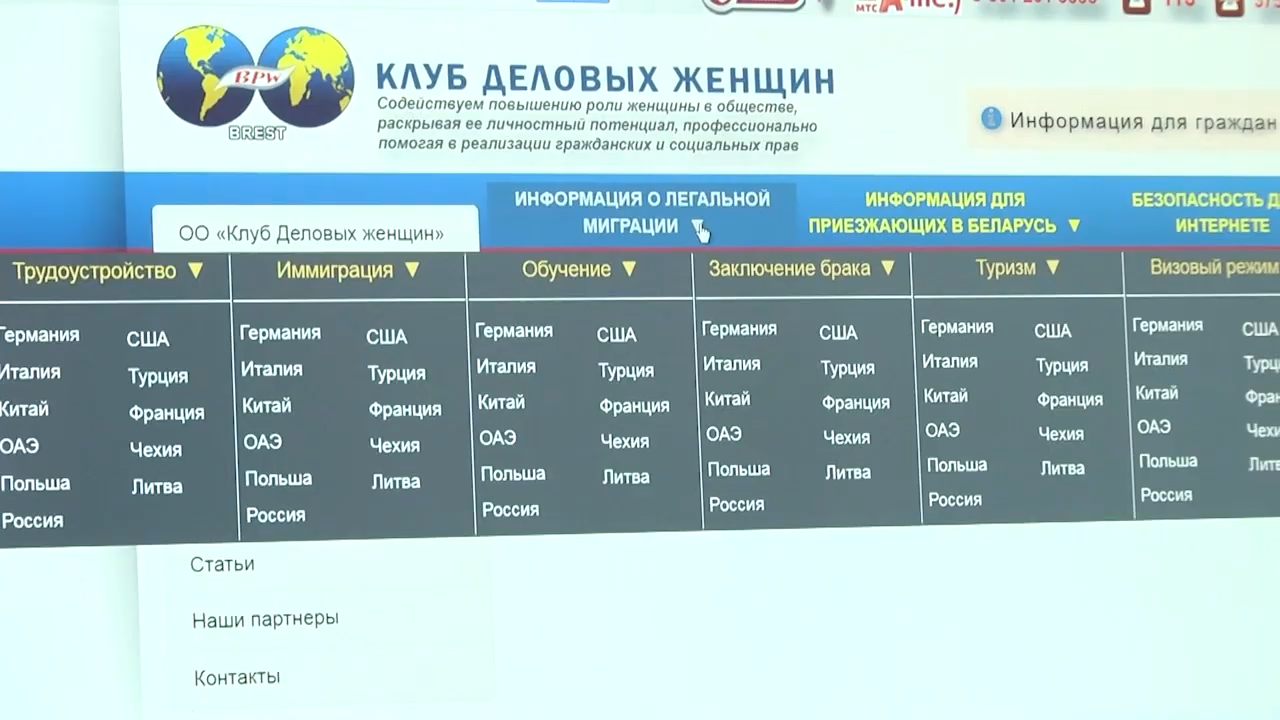 МТС
КЛУБ ДЕЛОВЫХ ЖЕНЩИН
BPW
BREST
Содействуем повышению роли женщины в обществе,
раскрывая ее личностный потенциал, профессионально
помогая в реализации гражданских и социальных прав
Информация для граждан
ИНФОРМАЦИЯ О ЛЕГАЛЬНОЙ
МИГРАЦИИ ▼
ИНФОРМАЦИЯ ДЛЯ
ПРИЕЗЖАЮЩИХ В БЕЛАРУСЬ ▼
БЕЗОПАСНОСТЬ
ИНТЕРНЕТЕ
ОО «Клуб Деловых женщин»
Трудоустройство ▼
Германия США
Италия Турция
Китай Франция
ОАЭ Чехия
Польша Литва
Россия
Иммиграция ▼
Германия США
Италия Турция
Китай Франция
ОАЭ Чехия
Польша Литва
Россия
Обучение ▼
Германия США
Италия Турция
Китай Франция
ОАЭ Чехия
Польша Литва
Россия
Заключение брака ▼
Германия США
Италия Турция
Китай Франция
ОАЭ Чехия
Польша Литва
Россия
Туризм ▼
Германия США
Италия Турция
Китай Франция
ОАЭ Чехия
Польша Литва
Россия
Визовый режим
Германия США
Италия
Китай
ОАЭ
Польша
Россия
Статьи
Наши партнеры
Контакты